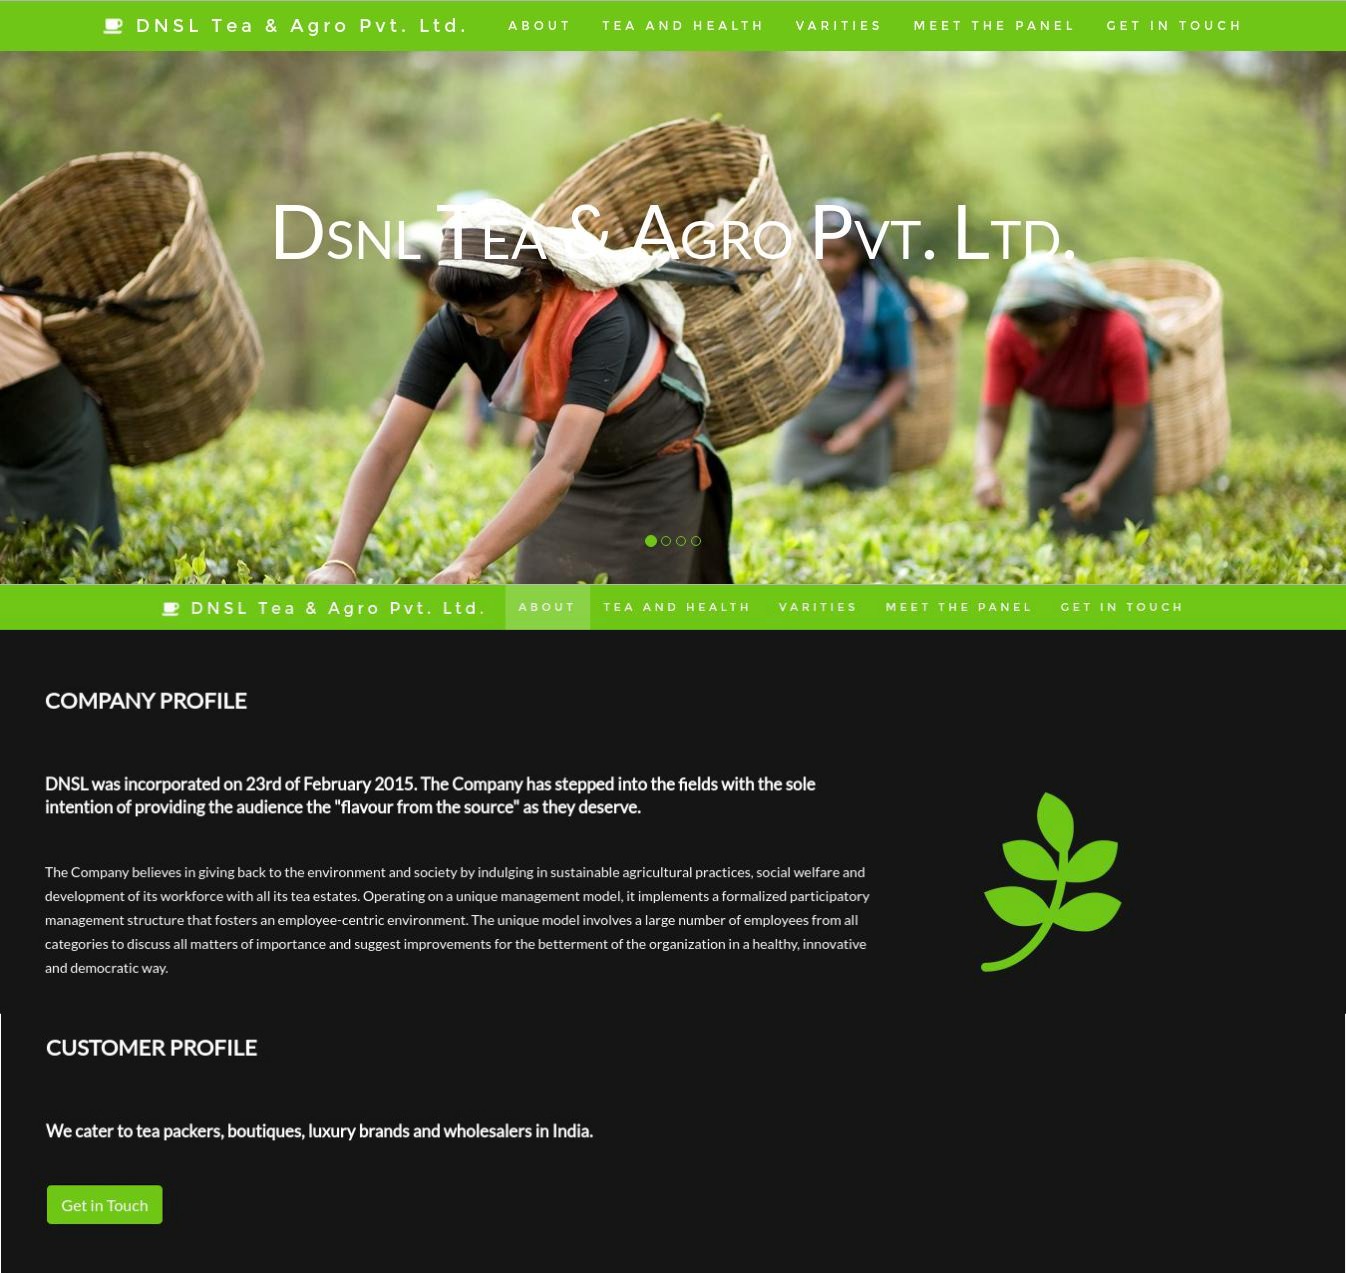 DNSL Tea & Agro Pvt. Ltd. ABOUT TEA AND HEALTH VARITIES MEET THE PANEL GET IN TOUCH
DSNL TEA & AGRO PVT. LTD.
DNSL Tea & Agro Pvt. Ltd. ABOUT TEA AND HEALTH VARITIES MEET THE PANEL GET IN TOUCH
COMPANY PROFILE
DNSL was incorporated on 23rd of February 2015. The Company has stepped into the fields with the sole
intention of providing the audience the "flavour from the source" as they deserve.
The Company believes in giving back to the environment and society by indulging in sustainable agricultural practices, social welfare and
development of its workforce with all its tea estates. Operating on a unique management model, it implements a formalized participatory
management structure that fosters an employee-centric environment. The unique model involves a large number of employees from all
categories to discuss all matters of importance and suggest improvements for the betterment of the organization in a healthy, innovative
and democratic way.
CUSTOMER PROFILE
We cater to tea packers, boutiques, luxury brands and wholesalers in India.
Get in Touch